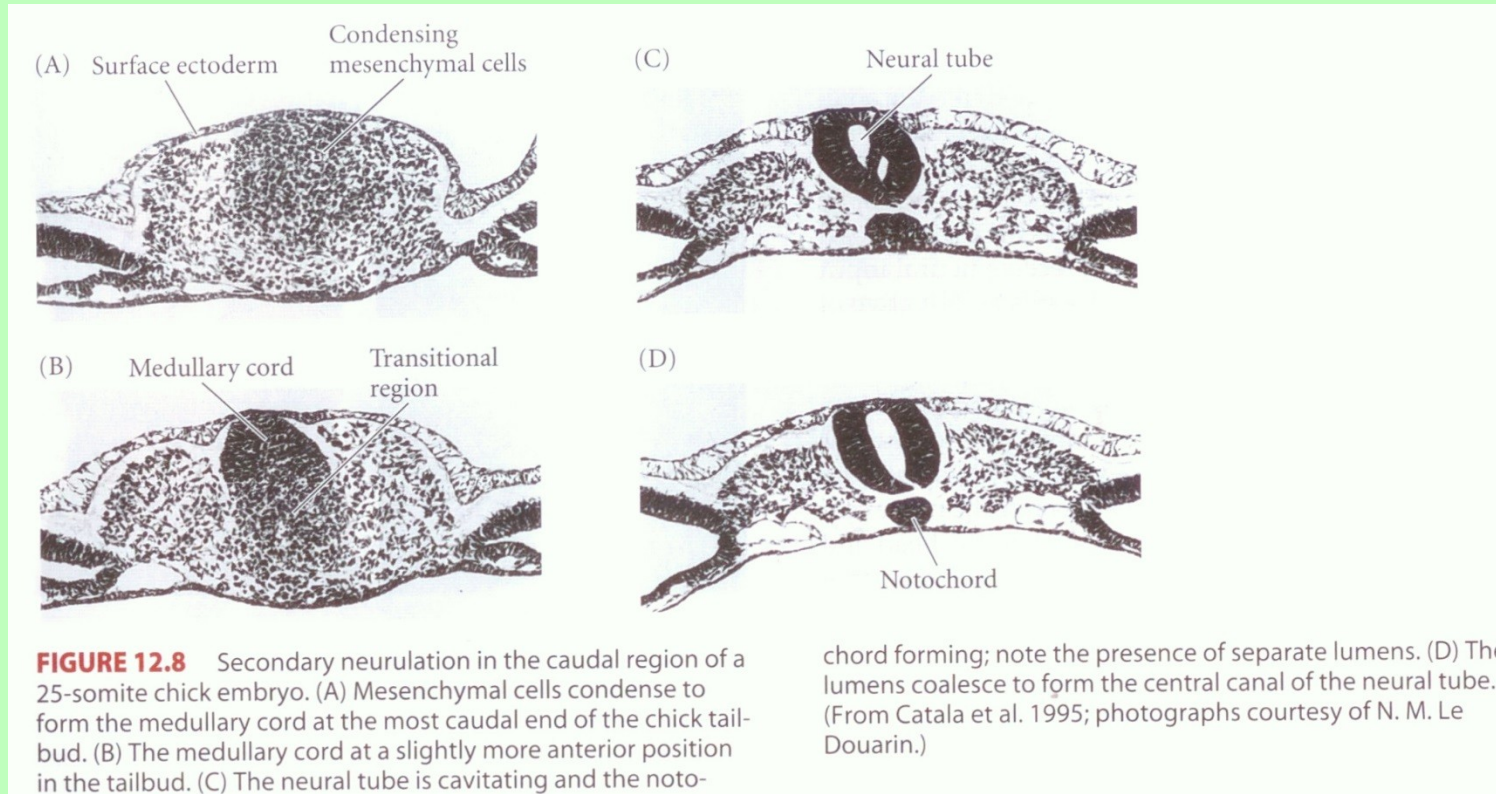 (A) Surface ectoderm
Condensing
mesenchymal cells
(B)
Medullary cord
Transitional
region
(C)
Neural tube
(D)
Notochord
FIGURE 12.8 Secondary neurulation in the caudal region of a
25-somite chick embryo. (A) Mesenchymal cells condense to
form the medullary cord at the most caudal end of the chick tail-
bud. (B) The medullary cord at a slightly more anterior position
in the tailbud. (C) The neural tube is cavitating and the noto-
chord forming; note the presence of separate lumens. (D) The
lumens coalesce to form the central canal of the neural tube.
(From Catala et al. 1995; photographs courtesy of N. M. Le
Douarin.)